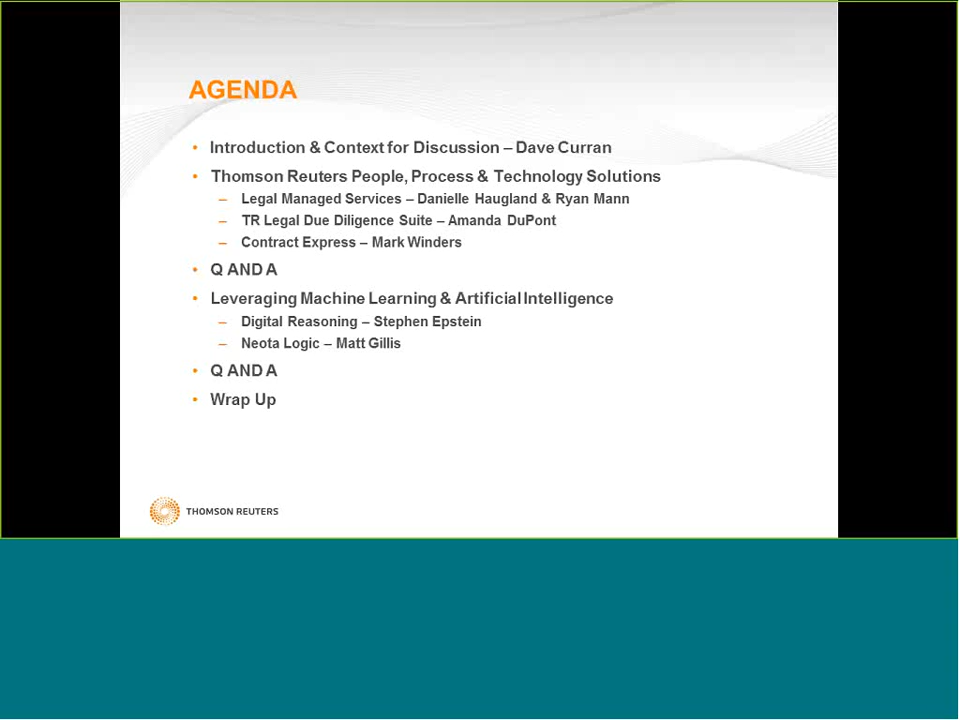 AGENDA
• Introduction & Context for Discussion – Dave Curran
• Thomson Reuters People, Process & Technology Solutions
– Legal Managed Services – Danielle Haugland & Ryan Mann
– TR Legal Due Diligence Suite – Amanda DuPont
– Contract Express – Mark Winders
• Q AND A
• Leveraging Machine Learning & Artificial Intelligence
– Digital Reasoning – Stephen Epstein
– Neota Logic – Matt Gillis
• Q AND A
• Wrap Up
THOMSON REUTERS